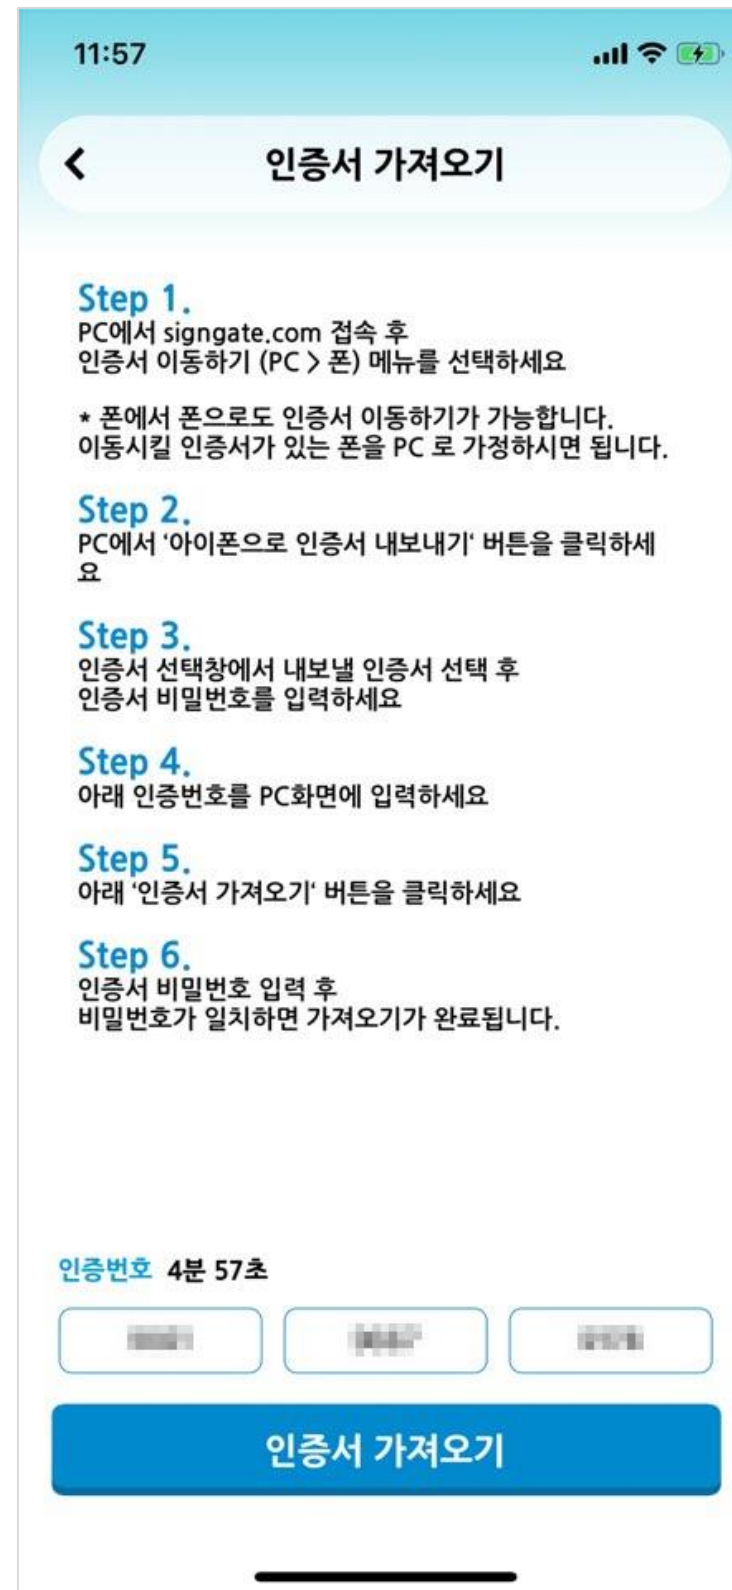 11:57
인증서 가져오기
Step 1.
PC에서 signgate.com 접속 후
인증서 이동하기 (PC > 폰) 메뉴를 선택하세요
* 폰에서 폰으로도 인증서 이동하기가 가능합니다.
이동시킬 인증서가 있는 폰을 PC 로 가정하시면 됩니다.
Step 2.
PC에서 ‘아이폰으로 인증서 내보내기‘ 버튼을 클릭하세
요
Step 3.
인증서 선택창에서 내보낼 인증서 선택 후
인증서 비밀번호를 입력하세요
Step 4.
아래 인증번호를 PC화면에 입력하세요
Step 5.
아래 ‘인증서 가져오기‘ 버튼을 클릭하세요
Step 6.
인증서 비밀번호 입력 후
비밀번호가 일치하면 가져오기가 완료됩니다.
인증번호 4분 57초
인증서 가져오기